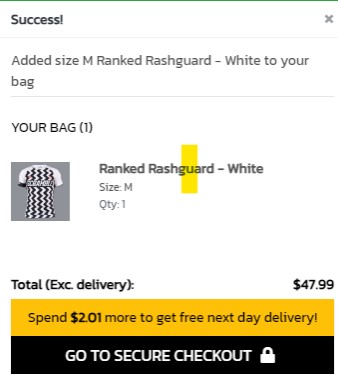 Success!
×
Added size M Ranked Rashguard - White to your
bag
YOUR BAG (1)
Ranked Rashguard - White
Size: M
Qty: 1
Total (Exc. delivery): $47.99
Spend $2.01 more to get free next day delivery!
GO TO SECURE CHECKOUT